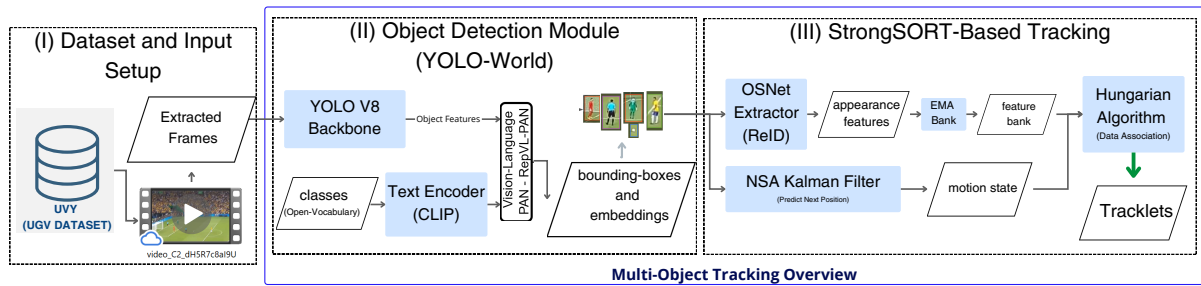 (I) Dataset and Input
Setup
Extracted
Frames
UVY
(UGV DATASET)
video_C2_dH5R7c8aI9U
(II) Object Detection Module
(YOLO-World)
YOLO V8
Backbone
Object Features
classes
(Open-Vocabulary)
Text Encoder
(CLIP)
Vision-Language
PAN - RepVL-PAN
bounding-boxes
and
embeddings
(III) StrongSORT-Based Tracking
OSNet
Extractor
(ReID)
appearance
features
EMA
Bank
feature
bank
Hungarian
Algorithm
(Data Association)
NSA Kalman Filter
(Predict Next Position)
motion state
Tracklets
Multi-Object Tracking Overview